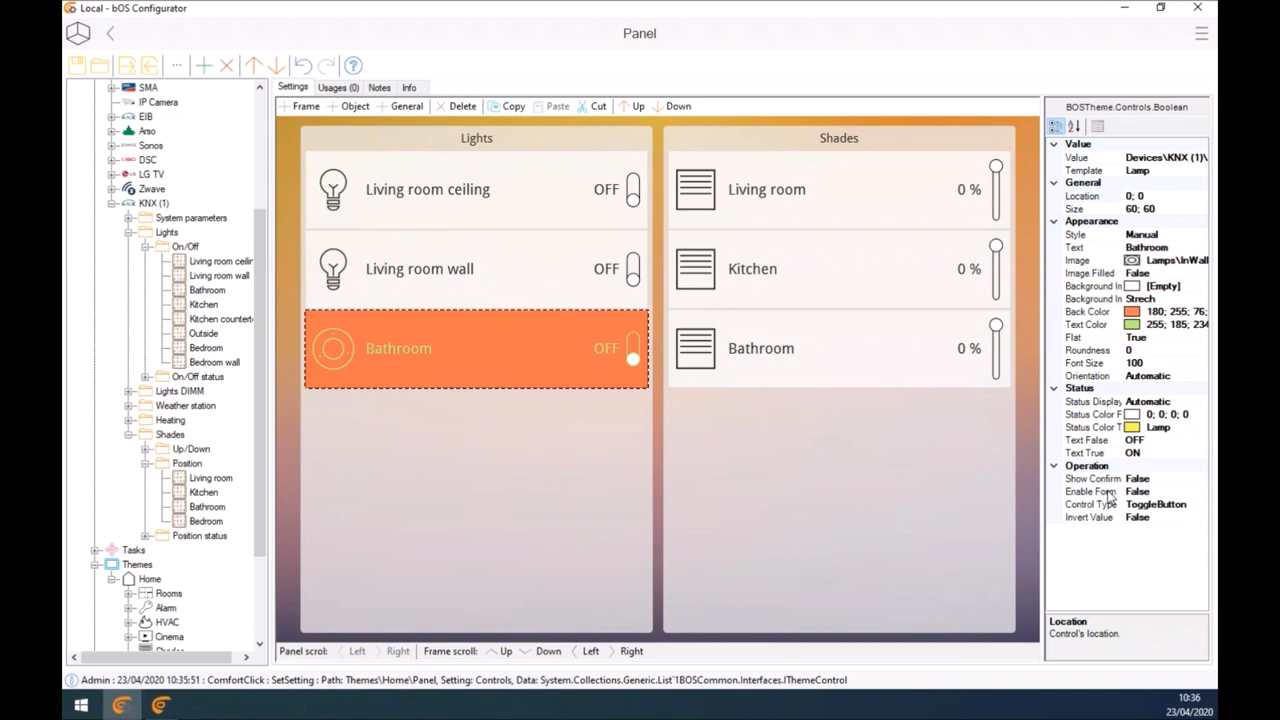 Local - bOS Configurator
Panel
Settings
Usages (0)
Notes
Info
Frame
Object
General
Delete
Copy
Paste
Cut
Up
Down
SMA
IP Camera
EIB
Arso
Sonos
DSC
LG TV
Zwave
KNX (1)
System parameters
Lights
On/Off
Living room ceilin
Living room wall
Bathroom
Kitchen
Kitchen countert
Outside
Bedroom
Bedroom wall
On/Off status
Lights DIMM
Weather station
Heating
Shades
Up/Down
Position
Living room
Kitchen
Bathroom
Bedroom
Position status
Tasks
Themes
Home
Rooms
Alarm
HVAC
Cinema
Lights
Living room ceiling OFF
Living room wall OFF
Bathroom OFF
Shades
Living room 0 %
Kitchen 0 %
Bathroom 0 %
Panel scrol: Left Right Frame scroll: Up Down Left Right
BOSTheme.Controls.Boolean
Value
Value Devices\KNX (1)\
Template Lamp
General
Location 0; 0
Size 60; 60
Appearance
Style Manual
Text Bathroom
Image Lamps\InWall
Image Filled False
Background In [Empty]
Background In Strech
Back Color 180; 255; 76;
Text Color 255; 185; 234
Flat True
Roundness 0
Font Size 100
Orientation Automatic
Status
Status Display Automatic
Status Color F 0; 0; 0; 0
Status Color T Lamp
Text False OFF
Text True ON
Operation
Show Confirm False
Enable Form False
Control Type ToggleButton
Invert Value False
Location
Control's location.
Admin : 23/04/2020 10:35:51 : ComfortClick : SetSetting : Path: Themes\Home\Panel, Setting: Controls, Data: System.Collections.Generic.List`1BOSCommon.Interfaces.IThemeControl
10:36
23/04/2020